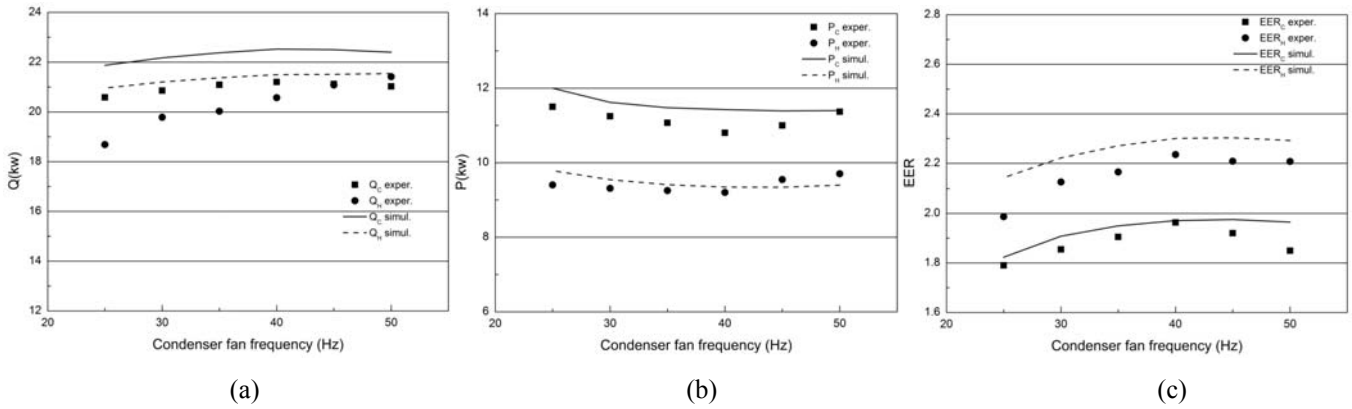 24
22
20
18
16
14
12
Q(kw)
Q_C exper.
Q_H exper.
Q_C simul.
Q_H simul.
20 30 40 50
Condenser fan frequency (Hz)
(a)
14
12
10
8
6
P(kw)
P_C exper.
P_H exper.
P_C simul.
P_H simul.
20 30 40 50
Condenser fan frequency (Hz)
(b)
2.8
2.6
2.4
2.2
2.0
1.8
1.6
EER
EER_C exper.
EER_H exper.
EER_C simul.
EER_H simul.
20 30 40 50
Condenser fan frequency (Hz)
(c)